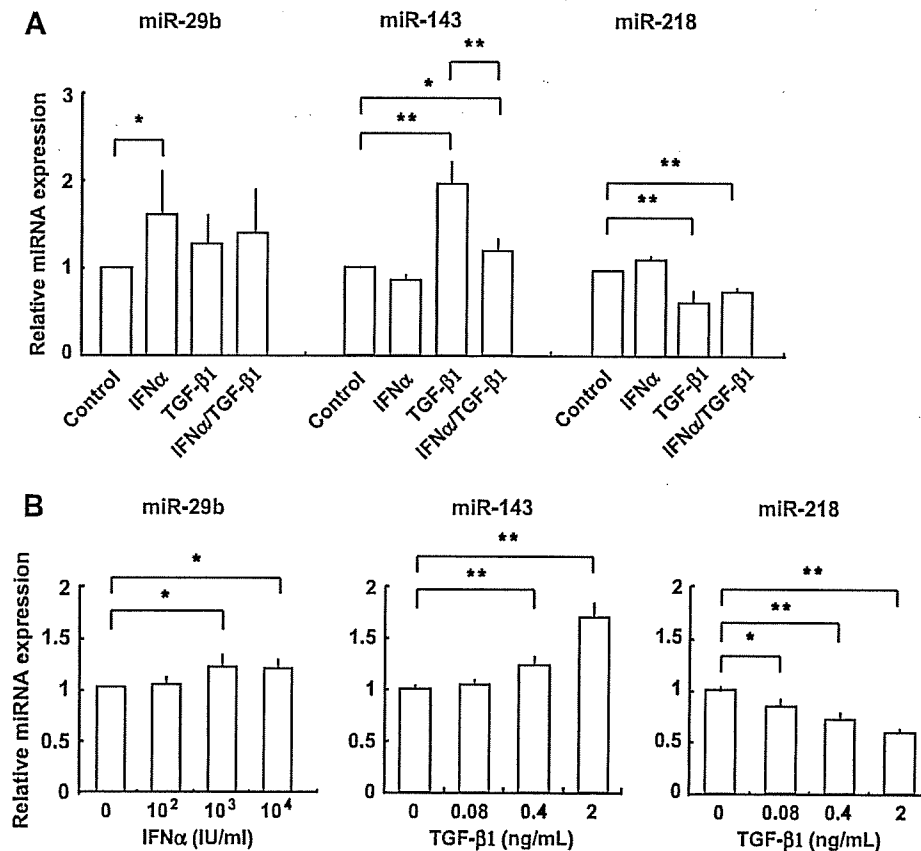 A
miR-29b miR-143 miR-218
**
*
*
**
**
**
Relative miRNA expression
3
2
1
0
Control IFNα TGF-β1 IFNα/TGF-β1 Control IFNα TGF-β1 IFNα/TGF-β1 Control IFNα TGF-β1 IFNα/TGF-β1
B
miR-29b miR-143 miR-218
Relative miRNA expression
*
*
2
1.5
1
0.5
0 10² 10³ 10⁴
IFNα (IU/ml)
**
**
2
1.5
1
0.5
0 0.08 0.4 2
TGF-β1 (ng/mL)
**
**
*
2
1.5
1
0.5
0 0.08 0.4 2
TGF-β1 (ng/mL)